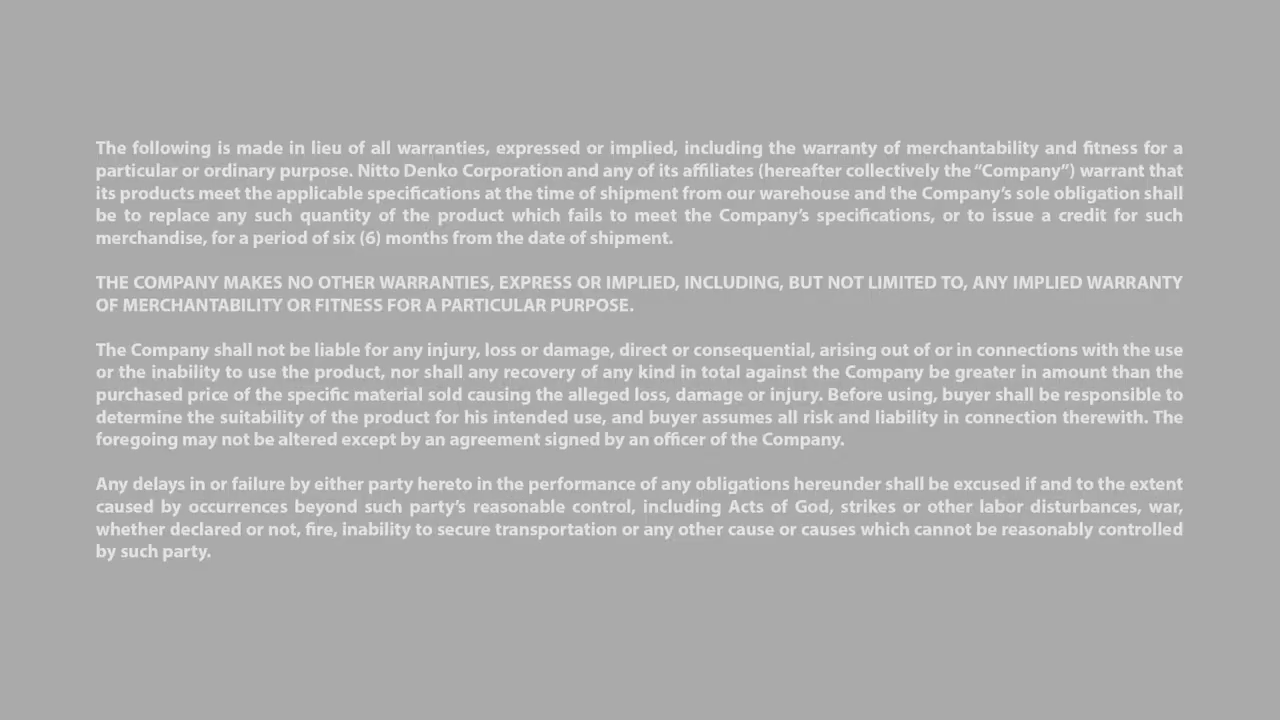 The following is made in lieu of all warranties, expressed or implied, including the warranty of merchantability and fitness for a
particular or ordinary purpose. Nitto Denko Corporation and any of its affiliates (hereafter collectively the “Company”) warrant that
its products meet the applicable specifications at the time of shipment from our warehouse and the Company’s sole obligation shall
be to replace any such quantity of the product which fails to meet the Company’s specifications, or to issue a credit for such
merchandise, for a period of six (6) months from the date of shipment.
THE COMPANY MAKES NO OTHER WARRANTIES, EXPRESS OR IMPLIED, INCLUDING, BUT NOT LIMITED TO, ANY IMPLIED WARRANTY
OF MERCHANTABILITY OR FITNESS FOR A PARTICULAR PURPOSE.
The Company shall not be liable for any injury, loss or damage, direct or consequential, arising out of or in connections with the use
or the inability to use the product, nor shall any recovery of any kind in total against the Company be greater in amount than the
purchased price of the specific material sold causing the alleged loss, damage or injury. Before using, buyer shall be responsible to
determine the suitability of the product for his intended use, and buyer assumes all risk and liability in connection therewith. The
foregoing may not be altered except by an agreement signed by an officer of the Company.
Any delays in or failure by either party hereto in the performance of any obligations hereunder shall be excused if and to the extent
caused by occurrences beyond such party’s reasonable control, including Acts of God, strikes or other labor disturbances, war,
whether declared or not, fire, inability to secure transportation or any other cause or causes which cannot be reasonably controlled
by such party.